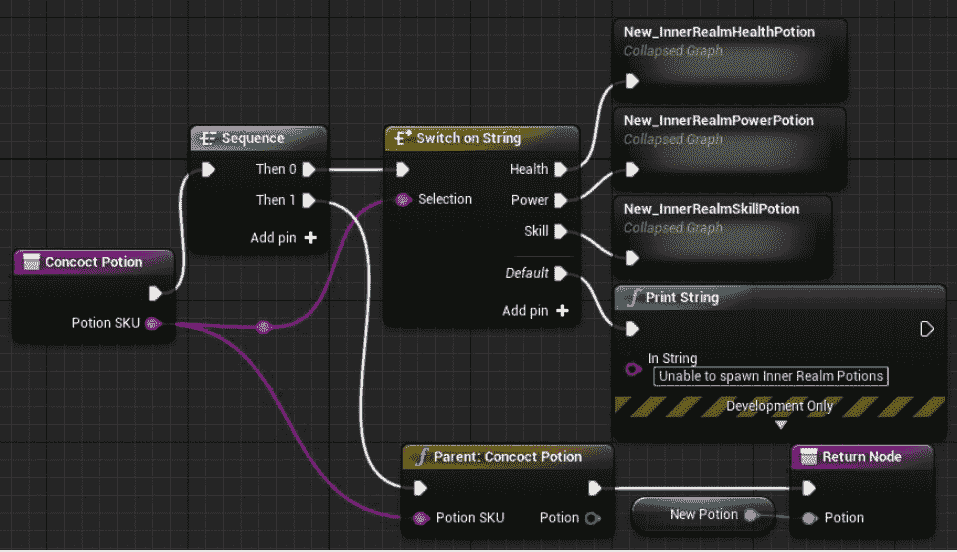 Concoct Potion
Potion SKU
Sequence
Then 0
Then 1
Add pin
Switch on String
Selection
Health
Power
Skill
Default
Add pin
New_InnerRealmHealthPotion
Collapsed Graph
New_InnerRealmPowerPotion
Collapsed Graph
New_InnerRealmSkillPotion
Collapsed Graph
Print String
In String
Unable to spawn Inner Realm Potions
Development Only
Parent: Concoct Potion
Potion SKU
Potion
New Potion
Return Node
Potion